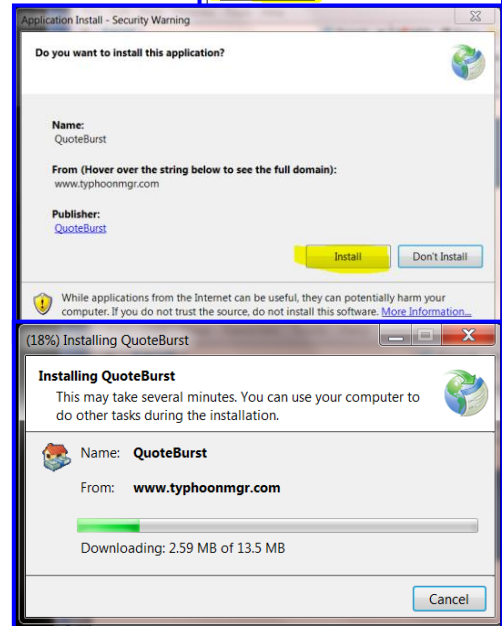 Application Install - Security Warning
Do you want to install this application?
Name:
QuoteBurst
From (Hover over the string below to see the full domain):
www.typhoonmgr.com
Publisher:
QuoteBurst
Install
Don't Install
While applications from the Internet can be useful, they can potentially harm your
computer. If you do not trust the source, do not install this software. More Information...
(18%) Installing QuoteBurst
Installing QuoteBurst
This may take several minutes. You can use your computer to
do other tasks during the installation.
Name: QuoteBurst
From: www.typhoonmgr.com
Downloading: 2.59 MB of 13.5 MB
Cancel